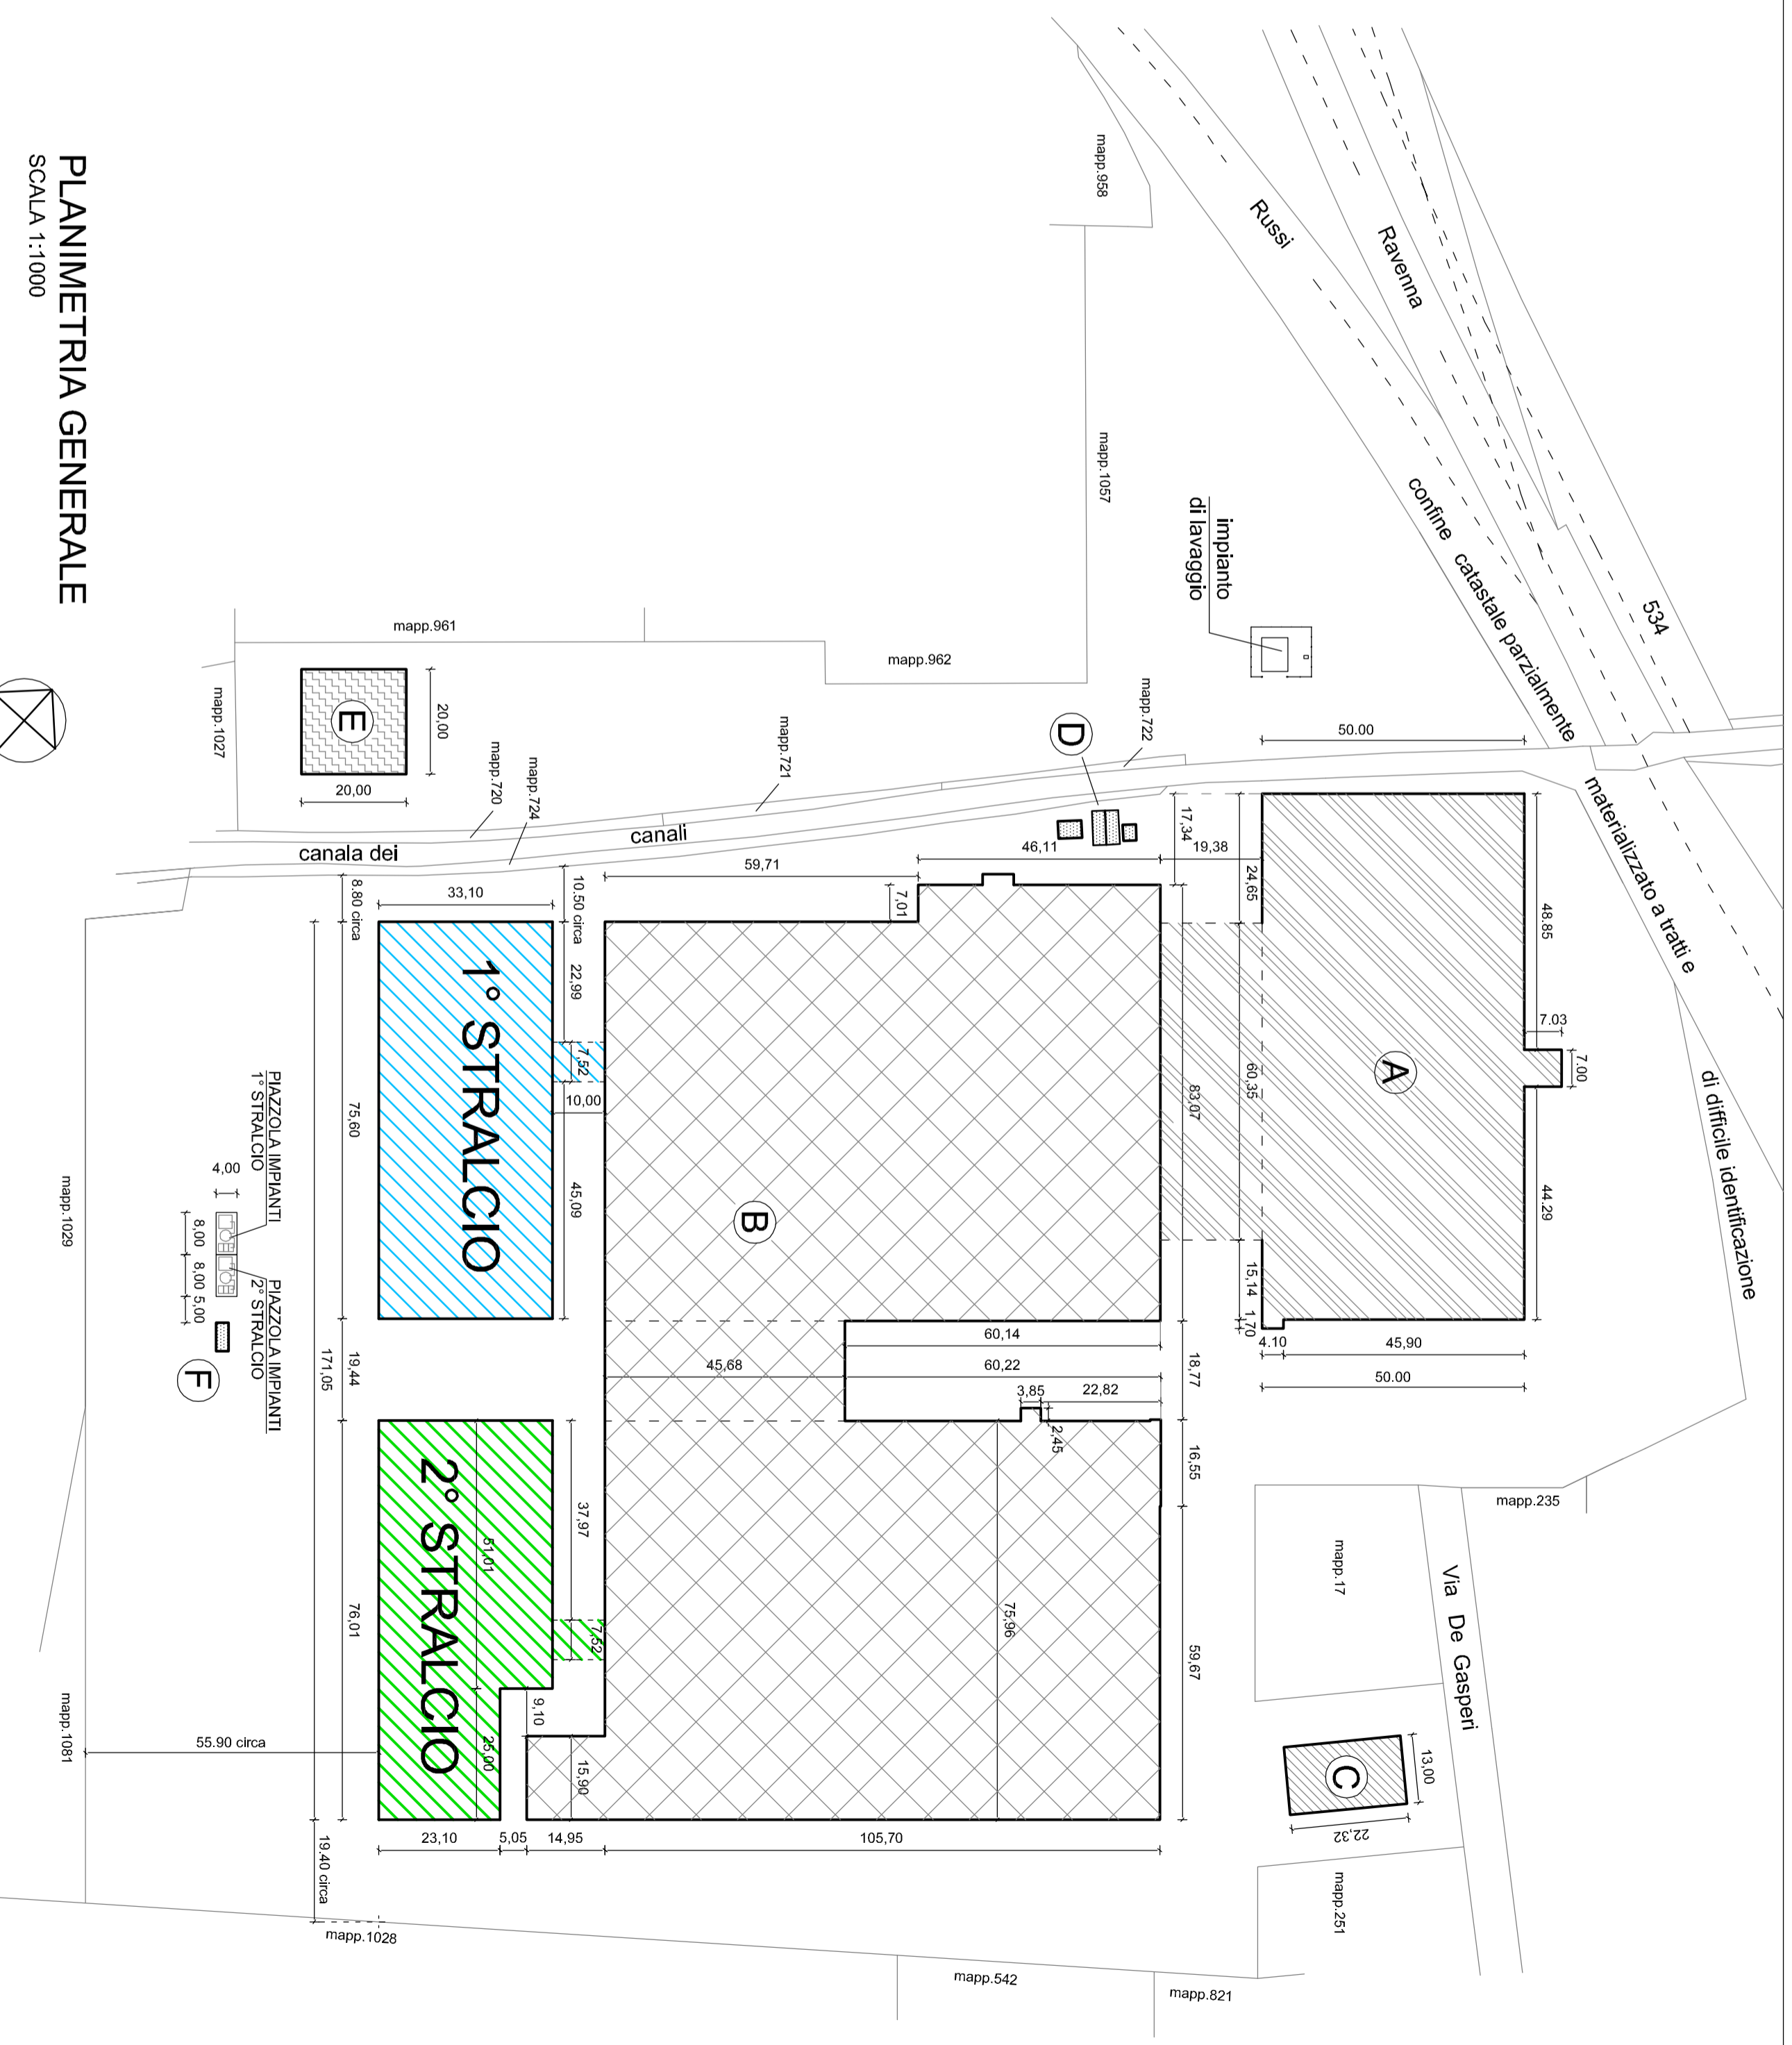 PLANIMETRIA GENERALE
SCALA 1:1000
534
Ravenna
Russi
confine catastale parzialmente
materializzato a tratti e
di difficile identificazione
mapp.958
mapp.1057
impianto
di lavaggio
mapp.961
mapp.962
mapp.722
mapp.1027
mapp.721
mapp.720
mapp.724
canala dei
canali
E
20,00
20,00
D
50.00
A
48.85
7.03
7.00
44.29
24,65
60,35
15,14
1,70
4.10
45,90
50.00
17,34
46,11
19,38
83,07
18,77
16,55
59,67
59,71
7,01
B
60,14
60,22
45,68
3,85
22,82
2,45
75,96
105,70
14,95
5,05
23,10
15,90
9,10
8.80 circa
33,10
10.50 circa
22,99
7,52
10,00
45,09
1° STRALCIO
75,60
19,44
171,05
76,01
2° STRALCIO
37,97
7,52
51,01
25,00
55.90 circa
19.40 circa
PIAZZOLA IMPIANTI
1° STRALCIO
PIAZZOLA IMPIANTI
2° STRALCIO
4,00
8,00
8,00
5,00
F
mapp.1029
mapp.1081
mapp.1028
mapp.542
mapp.821
mapp.251
mapp.17
mapp.235
Via De Gasperi
C
13,00
22,32